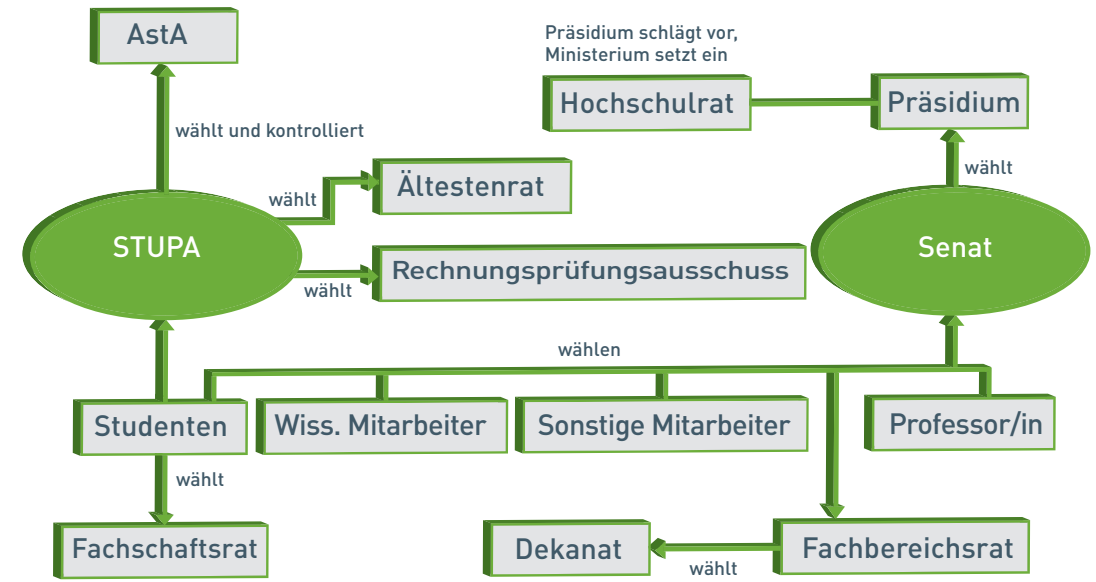 AstA
Präsidium schlägt vor,
Ministerium setzt ein
Hochschulrat
Präsidium
wählt und kontrolliert
wählt
Ältestenrat
wählt
STUPA
Senat
Rechnungsprüfungsausschuss
wählt
wählen
Studenten
Wiss. Mitarbeiter
Sonstige Mitarbeiter
Professor/in
wählt
Fachschaftsrat
Dekanat
wählt
Fachbereichsrat